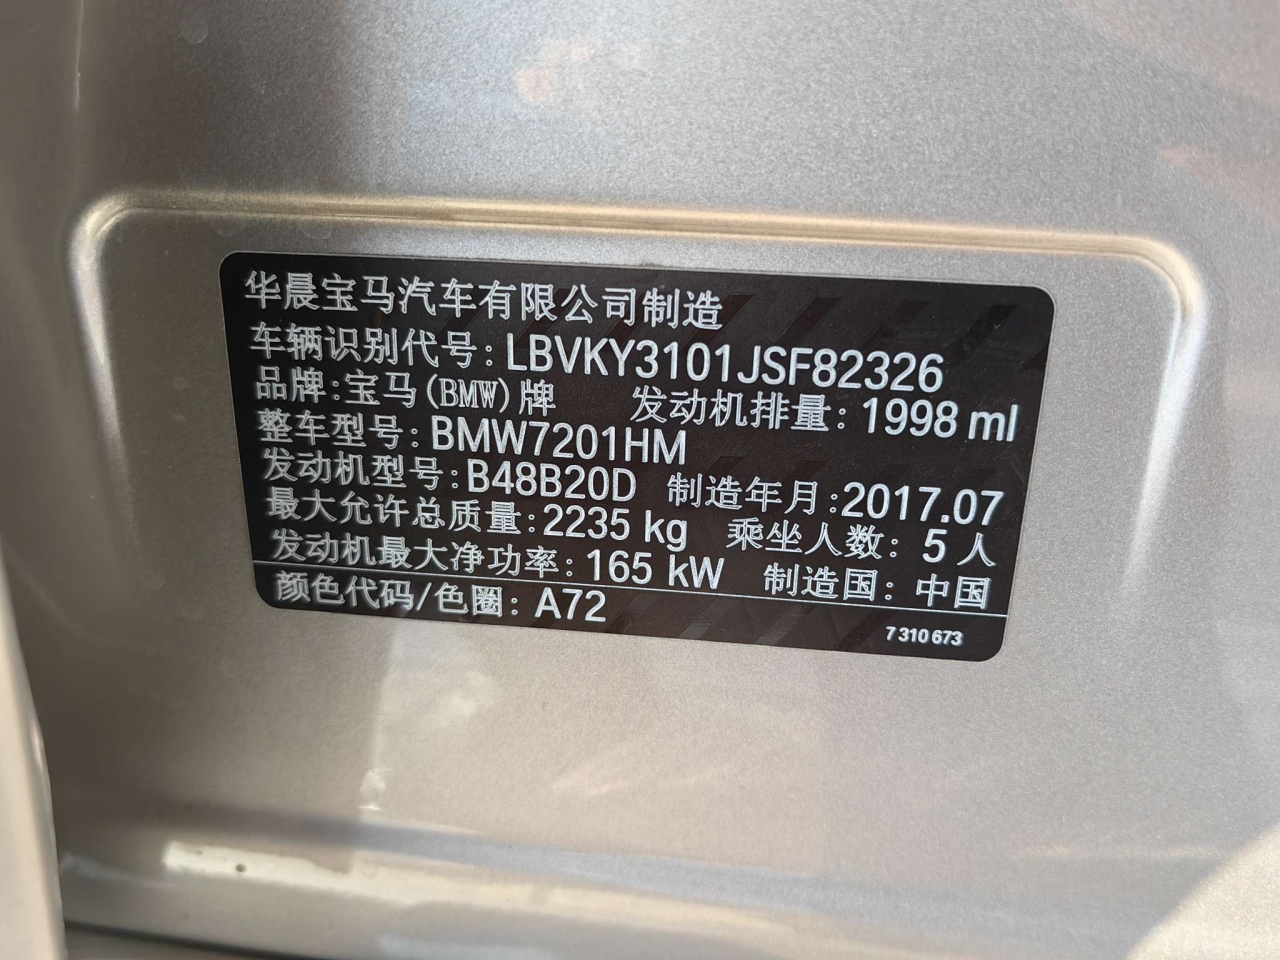 华晨宝马汽车有限公司制造
车辆识别代号: LBVKY3101JSF82326
品牌:宝马(BMW)牌 发动机排量: 1998 ml
整车型号: BMW7201HM
发动机型号: B48B20D 制造年月:2017.07
最大允许总质量: 2235 kg 乘坐人数: 5 人
发动机最大净功率: 165 kW 制造国: 中国
颜色代码/色圈: A72
7 310 673